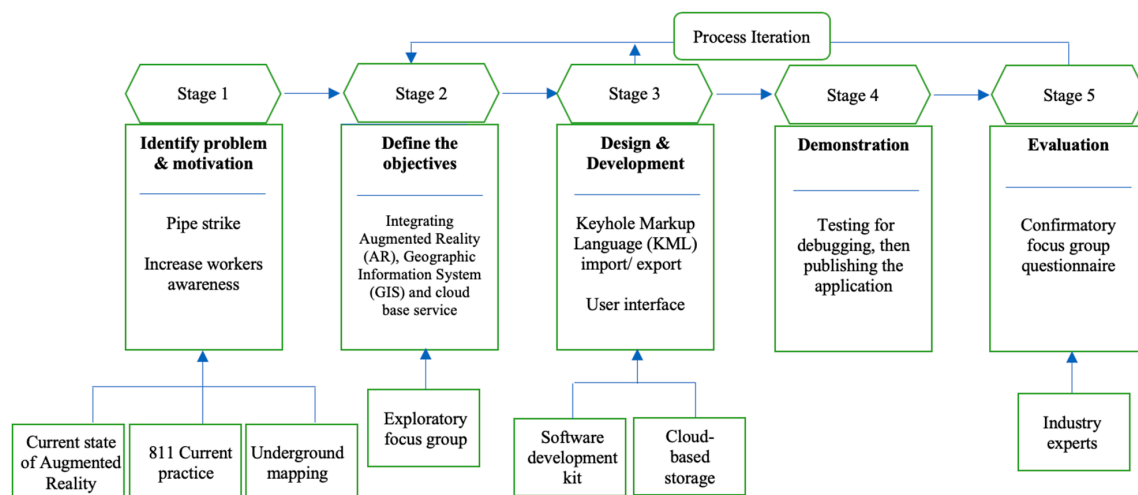 Process Iteration
Stage 1
Stage 2
Stage 3
Stage 4
Stage 5
Identify problem
& motivation
Pipe strike
Increase workers
awareness
Define the
objectives
Integrating
Augmented Reality
(AR), Geographic
Information System
(GIS) and cloud
base service
Design &
Development
Keyhole Markup
Language (KML)
import/ export
User interface
Demonstration
Testing for
debugging, then
publishing the
application
Evaluation
Confirmatory
focus group
questionnaire
Current state
of Augmented
Reality
811 Current
practice
Underground
mapping
Exploratory
focus group
Software
development
kit
Cloud-
based
storage
Industry
experts